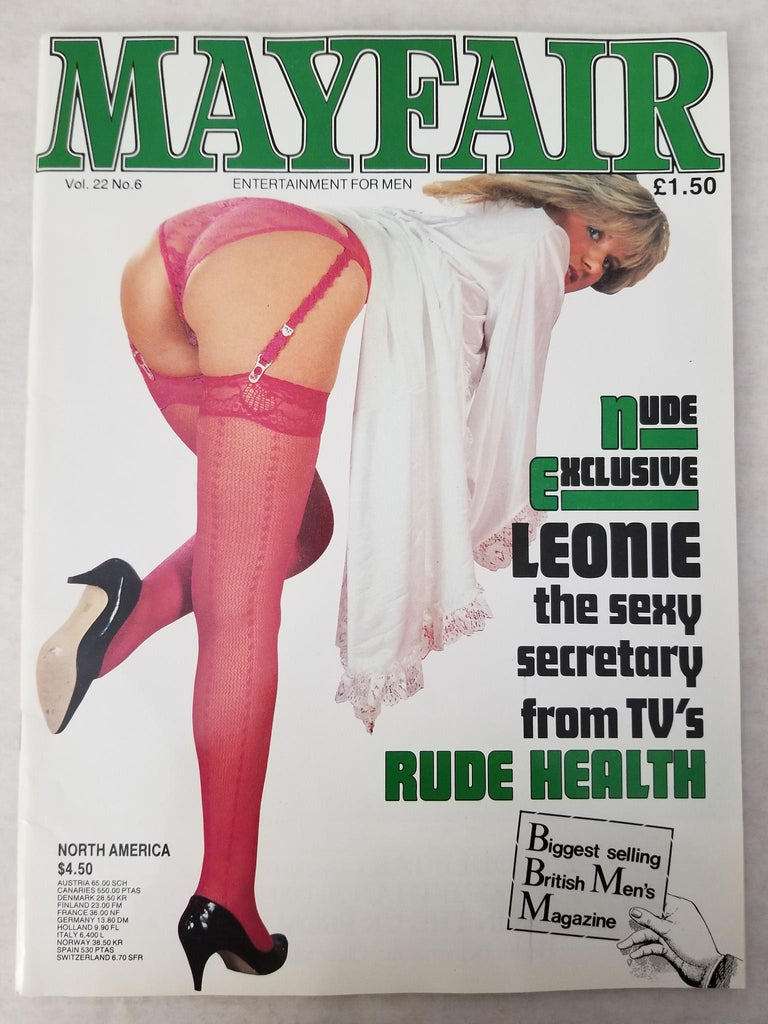 MAYFAIR
Vol. 22 No.6
ENTERTAINMENT FOR MEN
£1.50
NUDE
EXCLUSIVE
LEONIE
the sexy
secretary
from TV's
RUDE HEALTH
Biggest selling
British Men's
Magazine
NORTH AMERICA
$4.50
AUSTRIA 65.00 SCH
CANARIES 550.00 PTAS
DENMARK 28.50 KR
FINLAND 23.00 FM
FRANCE 36.00 NF
GERMANY 13.80 DM
HOLLAND 9.90 FL
ITALY 6,400 L
NORWAY 38.50 KR
SPAIN 530 PTAS
SWITZERLAND 6.70 SFR